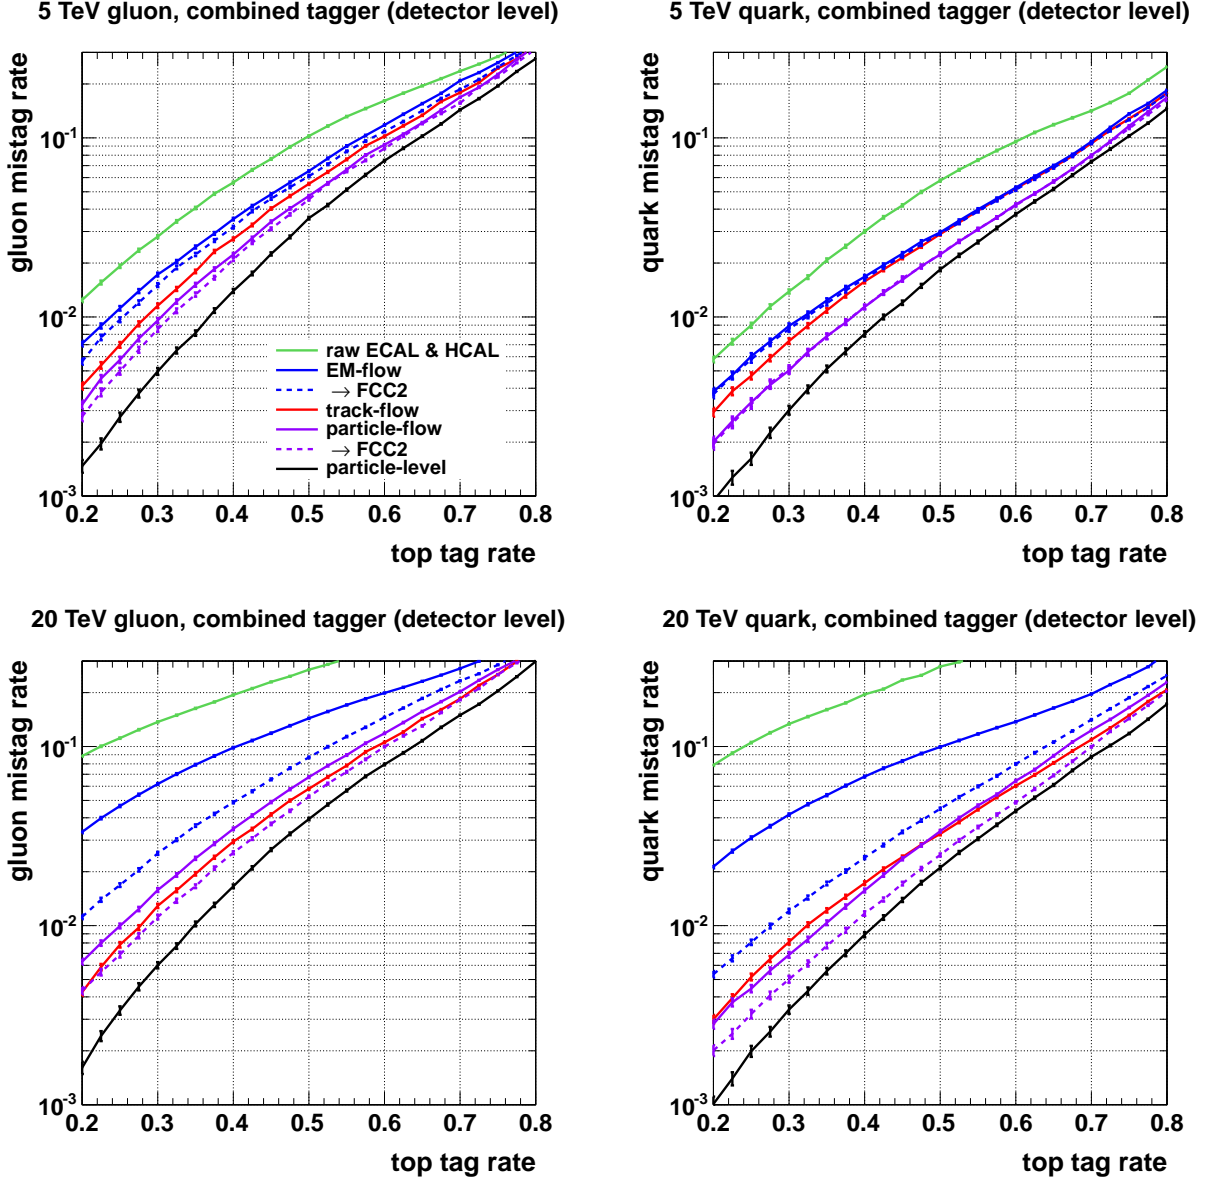 5 TeV gluon, combined tagger (detector level)
gluon mistag rate
10-1
10-2
10-3
raw ECAL & HCAL
EM-flow
→ FCC2
track-flow
particle-flow
→ FCC2
particle-level
0.2 0.3 0.4 0.5 0.6 0.7 0.8
top tag rate
5 TeV quark, combined tagger (detector level)
quark mistag rate
10-1
10-2
10-3
0.2 0.3 0.4 0.5 0.6 0.7 0.8
top tag rate
20 TeV gluon, combined tagger (detector level)
gluon mistag rate
10-1
10-2
10-3
0.2 0.3 0.4 0.5 0.6 0.7 0.8
top tag rate
20 TeV quark, combined tagger (detector level)
quark mistag rate
10-1
10-2
10-3
0.2 0.3 0.4 0.5 0.6 0.7 0.8
top tag rate